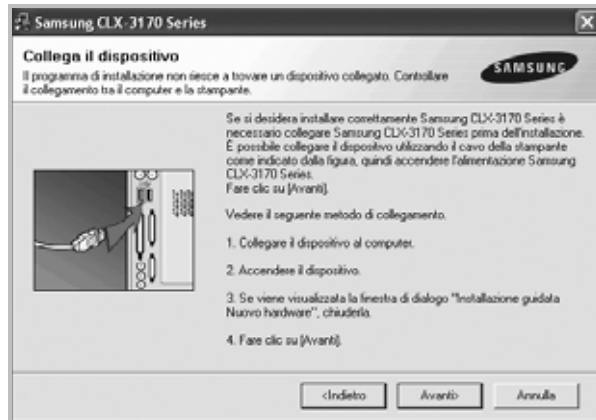 Samsung CLX-3170 Series
Collega il dispositivo
Il programma di installazione non riesce a trovare un dispositivo collegato. Controllare
il collegamento tra il computer e la stampante.
SAMSUNG
Se si desidera installare correttamente Samsung CLX-3170 Series è
necessario collegare Samsung CLX-3170 Series prima dell'installazione.
È possibile collegare il dispositivo utilizzando il cavo della stampante
come indicato dalla figura, quindi accendere l'alimentazione Samsung
CLX-3170 Series.
Fare clic su [Avanti].
Vedere il seguente metodo di collegamento.
1. Collegare il dispositivo al computer.
2. Accendere il dispositivo.
3. Se viene visualizzata la finestra di dialogo "Installazione guidata
Nuovo hardware", chiuderla.
4. Fare clic su [Avanti].
<Indietro
Avanti>
Annulla